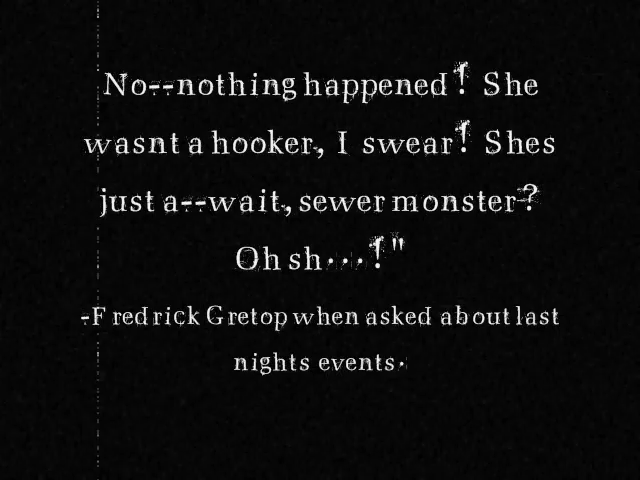 No--nothing happened! She
wasnt a hooker, I swear! Shes
just a--wait, sewer monster?
Oh sh...!"
-Fredrick Gretop when asked about last
nights events.